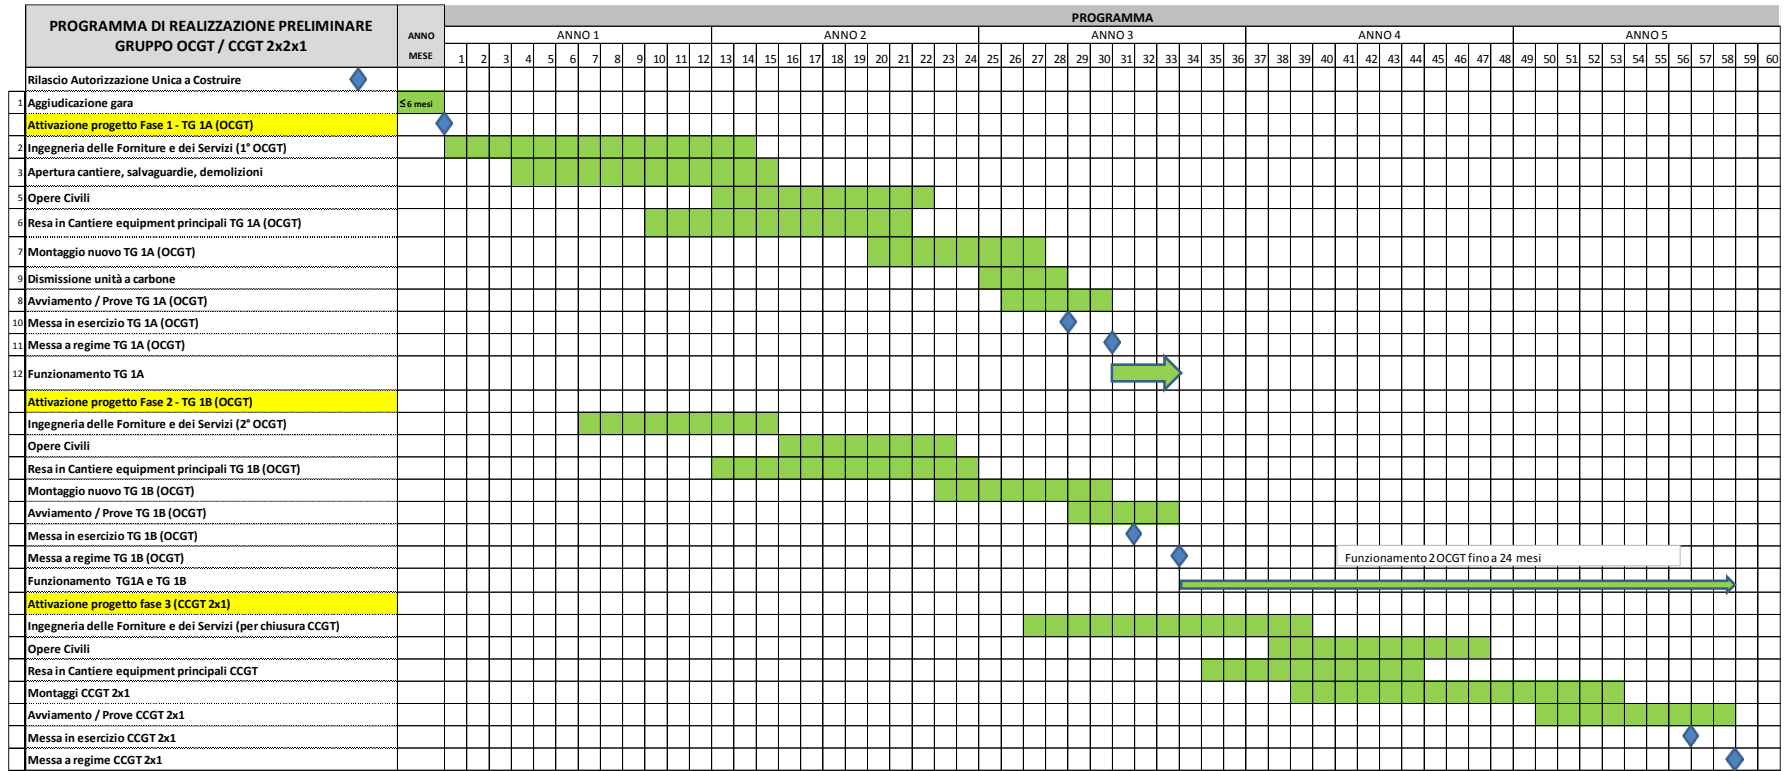 PROGRAMMA DI REALIZZAZIONE PRELIMINARE
GRUPPO OCGT / CCGT 2x2x1
ANNO
MESE
PROGRAMMA
ANNO 1 ANNO 2 ANNO 3 ANNO 4 ANNO 5
1 2 3 4 5 6 7 8 9 10 11 12 13 14 15 16 17 18 19 20 21 22 23 24 25 26 27 28 29 30 31 32 33 34 35 36 37 38 39 40 41 42 43 44 45 46 47 48 49 50 51 52 53 54 55 56 57 58 59 60
Rilascio Autorizzazione Unica a Costruire
1 Aggiudicazione gara ≤ 6 mesi
Attivazione progetto Fase 1 - TG 1A (OCGT)
2 Ingegneria delle Forniture e dei Servizi (1° OCGT)
3 Apertura cantiere, salvaguardie, demolizioni
5 Opere Civili
6 Resa in Cantiere equipment principali TG 1A (OCGT)
7 Montaggio nuovo TG 1A (OCGT)
9 Dismissione unità a carbone
8 Avviamento / Prove TG 1A (OCGT)
10 Messa in esercizio TG 1A (OCGT)
11 Messa a regime TG 1A (OCGT)
12 Funzionamento TG 1A
Attivazione progetto Fase 2 - TG 1B (OCGT)
Ingegneria delle Forniture e dei Servizi (2° OCGT)
Opere Civili
Resa in Cantiere equipment principali TG 1B (OCGT)
Montaggio nuovo TG 1B (OCGT)
Avviamento / Prove TG 1B (OCGT)
Messa in esercizio TG 1B (OCGT)
Messa a regime TG 1B (OCGT) Funzionamento 2 OCGT fino a 24 mesi
Funzionamento TG1A e TG 1B
Attivazione progetto fase 3 (CCGT 2x1)
Ingegneria delle Forniture e dei Servizi (per chiusura CCGT)
Opere Civili
Resa in Cantiere equipment principali CCGT
Montaggi CCGT 2x1
Avviamento / Prove CCGT 2x1
Messa in esercizio CCGT 2x1
Messa a regime CCGT 2x1